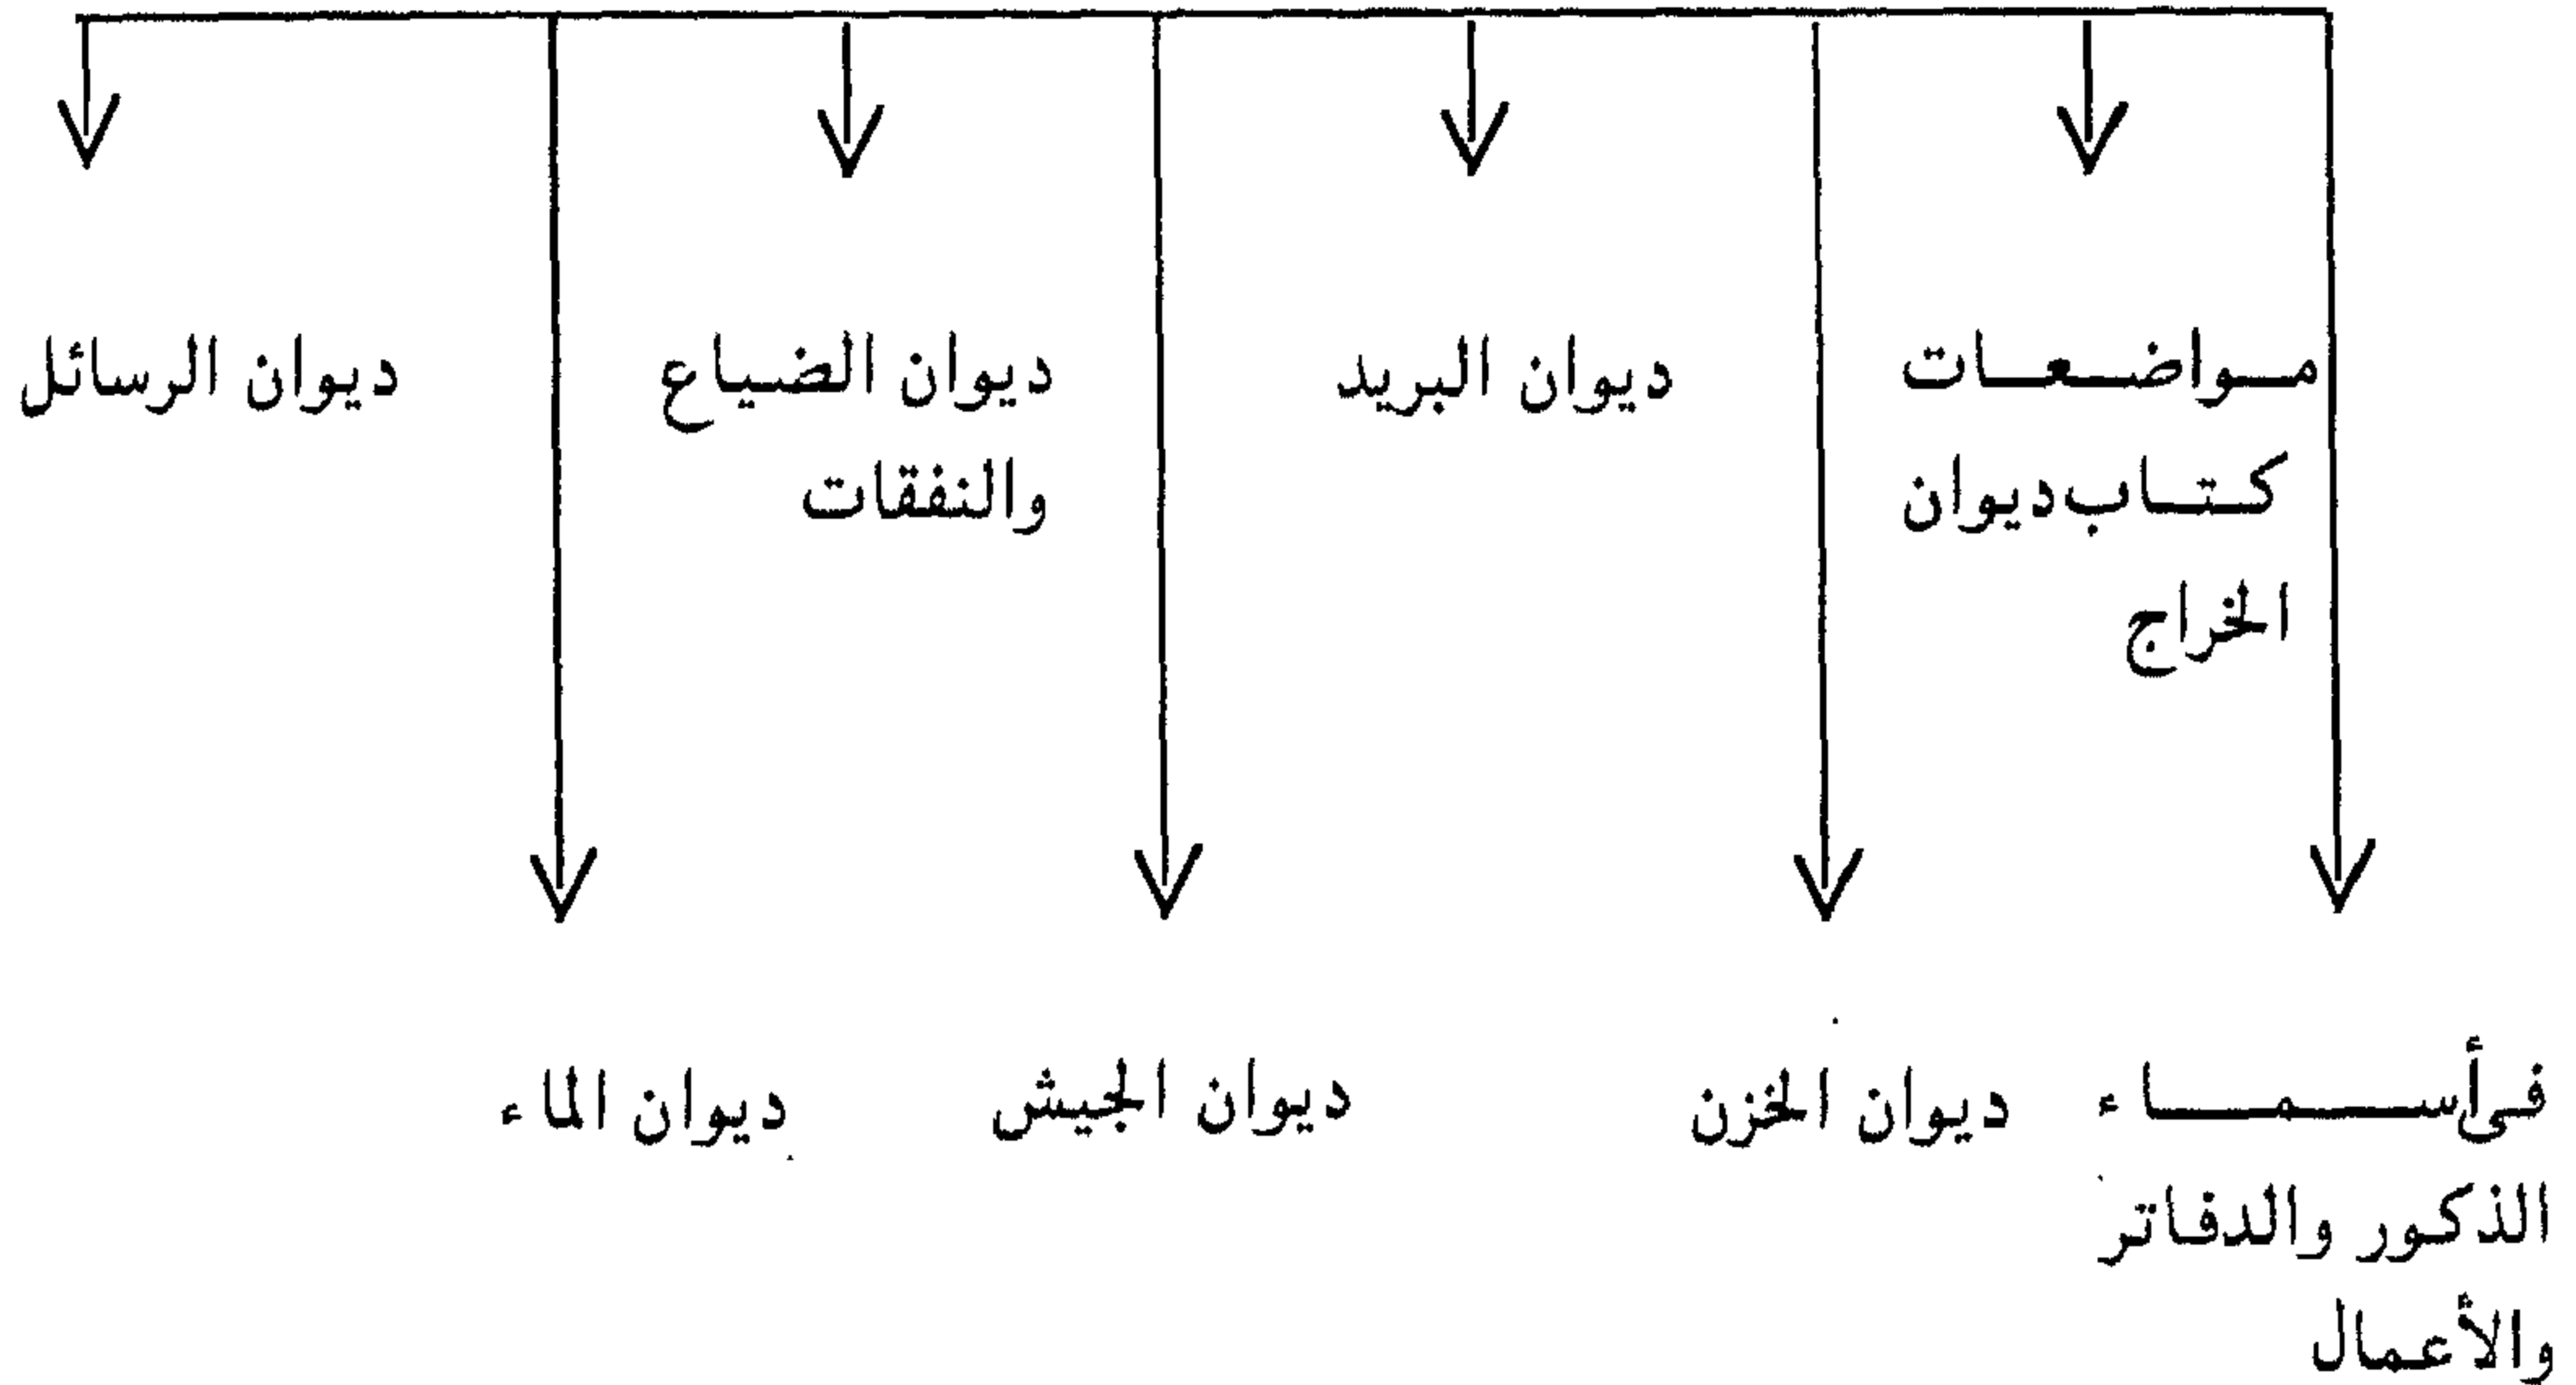 مواضعات
كتاب ديوان
الخراج
ديوان البريد
ديوان الضياع
والنفقات
ديوان الرسائل
فى أسماء
الذكور والدفاتر
والأعمال
ديوان الخزن
ديوان الجيش
ديوان الماء